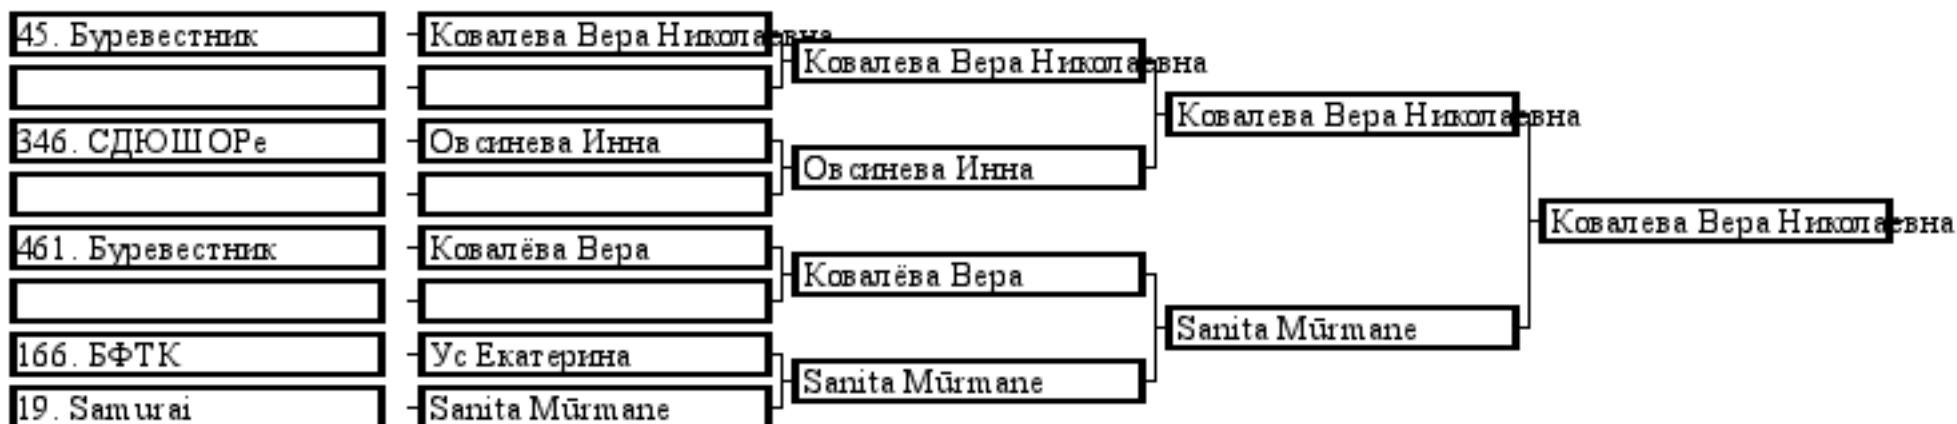 45. Буревестник
Ковалева Вера Николаевна
Ковалева Вера Николаевна
Ковалева Вера Николаевна
346. СДЮШОРе
Овсинева Инна
Овсинева Инна
Ковалева Вера Николаевна
461. Буревестник
Ковалёва Вера
Ковалёва Вера
Sanita Mūrmane
166. БФТК
Ус Екатерина
Sanita Mūrmane
19. Samurai
Sanita Mūrmane